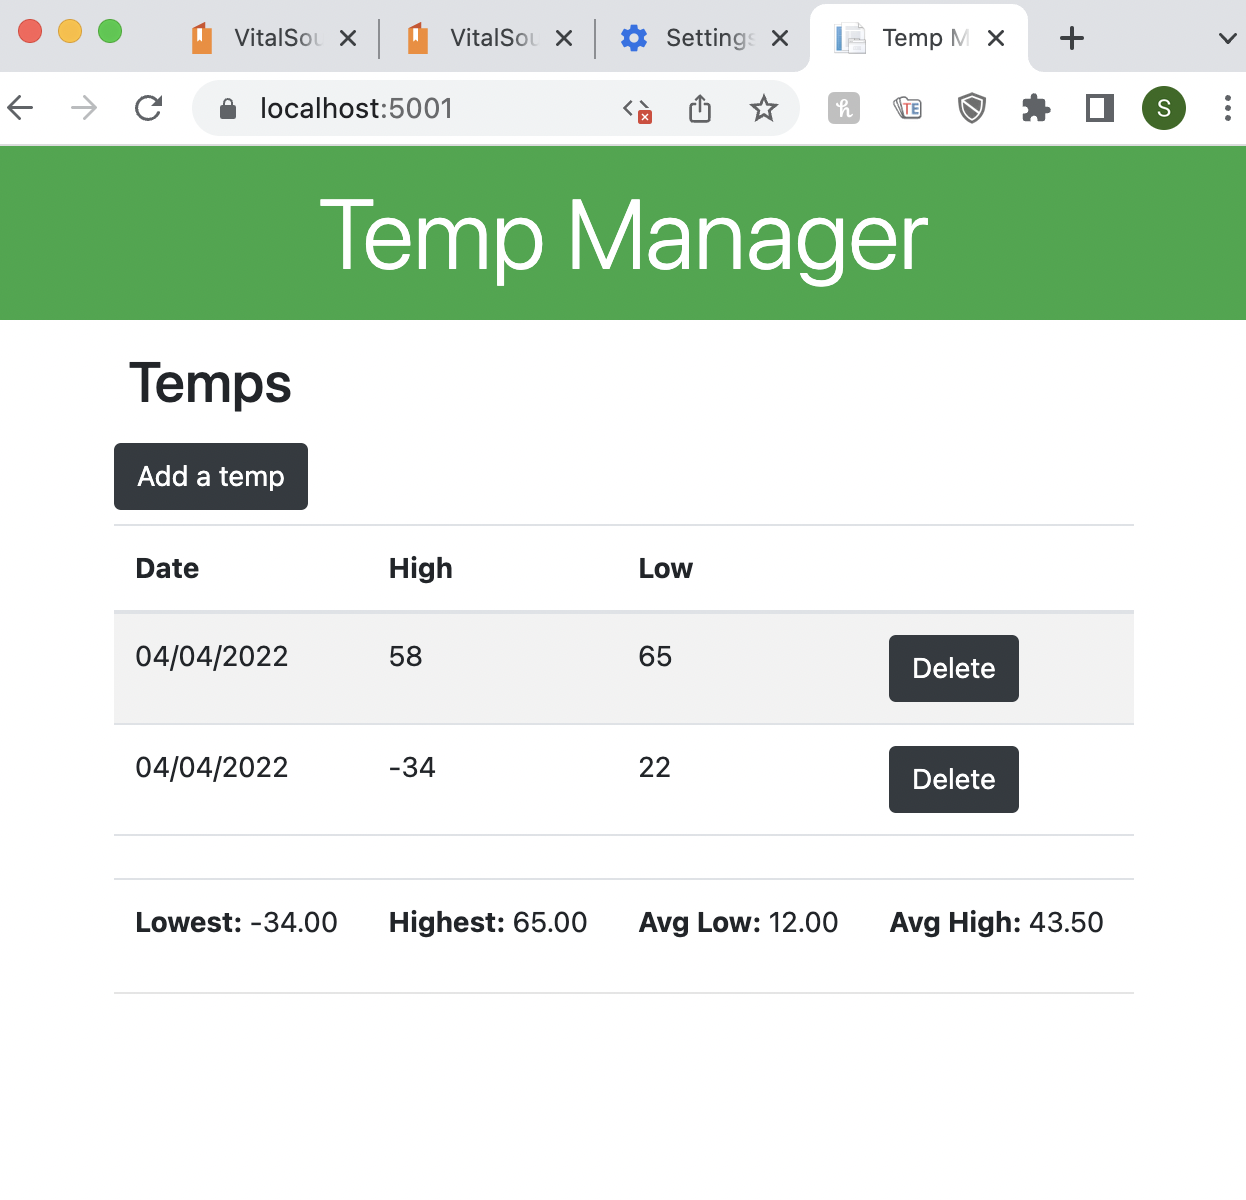 VitalSou VitalSou Settings Temp M
localhost:5001 TE S
Temp Manager
Temps
Add a temp
Date High Low
04/04/2022 58 65 Delete
04/04/2022 -34 22 Delete
Lowest: -34.00 Highest: 65.00 Avg Low: 12.00 Avg High: 43.50